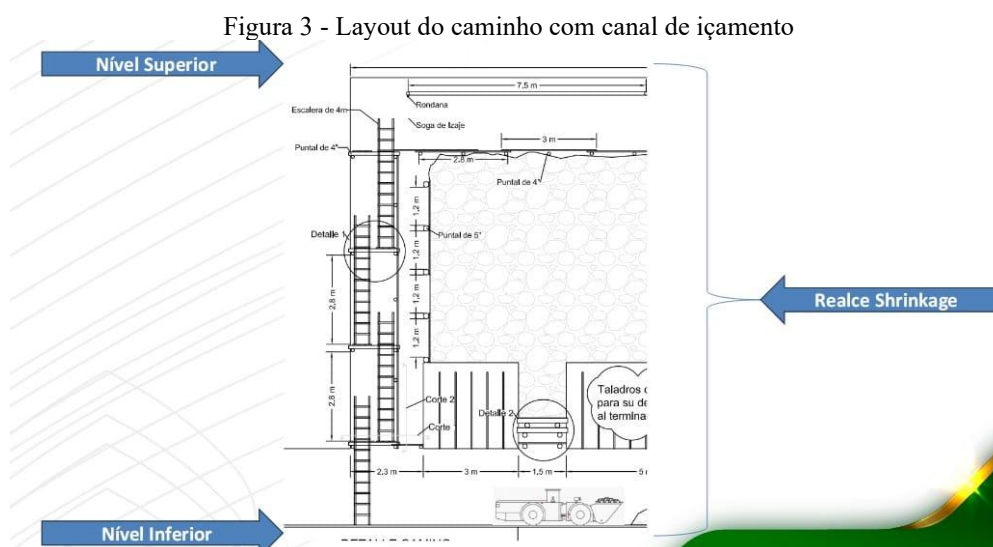 Figura 3 - Layout do caminho com canal de içamento
Nível Superior
7,5 m
Rondana
Escalera de 4m
Soga de Izaje
3 m
Puntal de 4"
2.8 m
Puntal de 4"
1,2 m
Detalle 1
Puntal de 5"
1,2 m
2,8 m
1,2 m
Realce Shrinkage
1,2 m
2,8 m
Taladros
para su de
al termina
Corte 2
Detalle 2
Corte
2,3 m
3 m
1,5 m
5
Nível Inferior